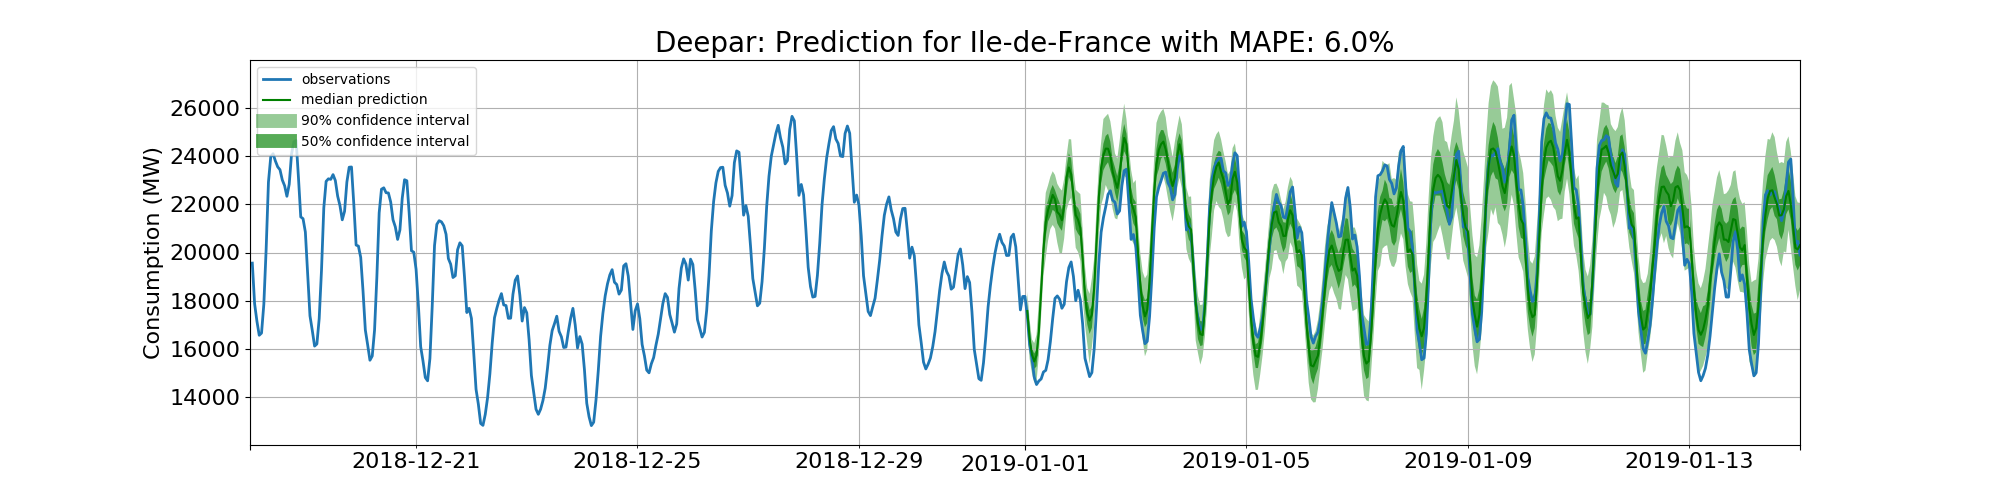 Deepar: Prediction for Ile-de-France with MAPE: 6.0%
observations
median prediction
90% confidence interval
50% confidence interval
Consumption (MW)
26000
24000
22000
20000
18000
16000
14000
2018-12-21
2018-12-25
2018-12-29
2019-01-01
2019-01-05
2019-01-09
2019-01-13